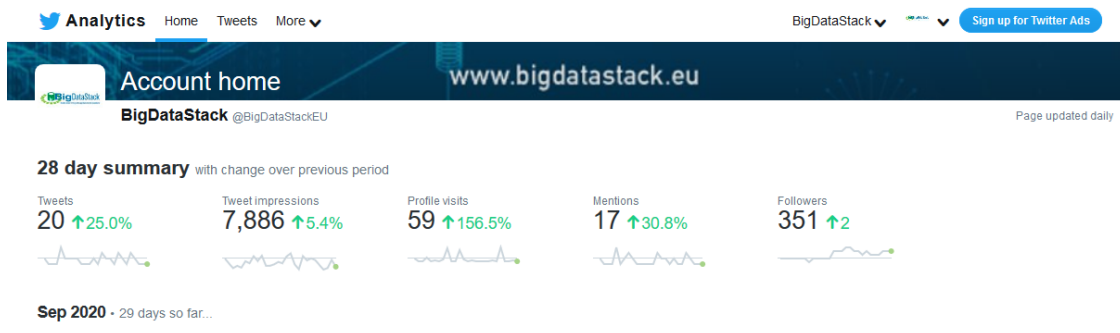 Analytics Home Tweets More BigDataStack Sign up for Twitter Ads
www.bigdatastack.eu
BigDataStack Account home
BigDataStack @BigDataStackEU Page updated daily
28 day summary with change over previous period
Tweets Tweet impressions Profile visits Mentions Followers
20 ↑25.0% 7,886 ↑5.4% 59 ↑156.5% 17 ↑30.8% 351 ↑2
Sep 2020 • 29 days so far...